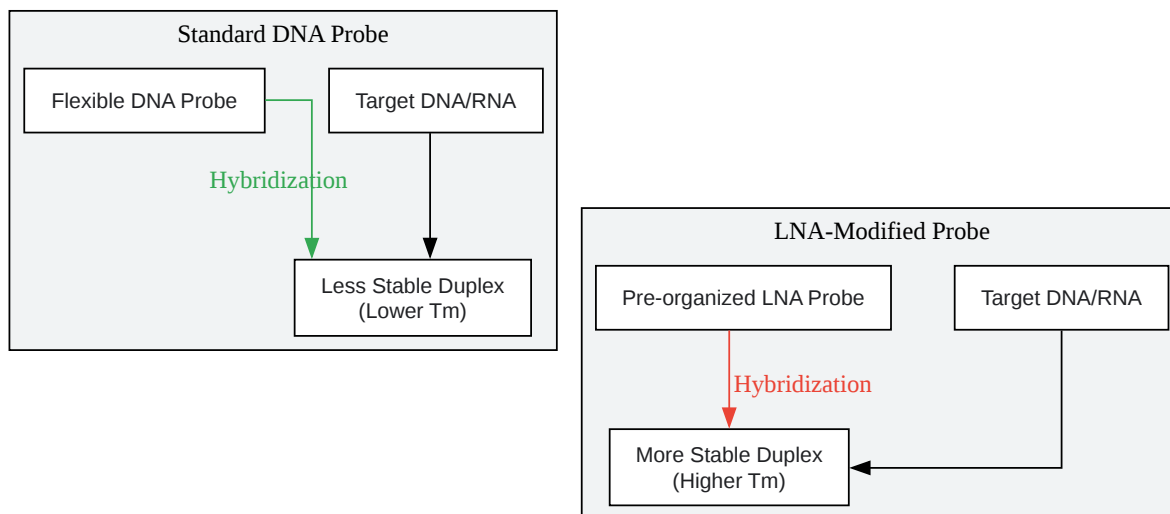 Standard DNA Probe
Flexible DNA Probe
Target DNA/RNA
Hybridization
Less Stable Duplex
(Lower Tm)
LNA-Modified Probe
Pre-organized LNA Probe
Target DNA/RNA
Hybridization
More Stable Duplex
(Higher Tm)